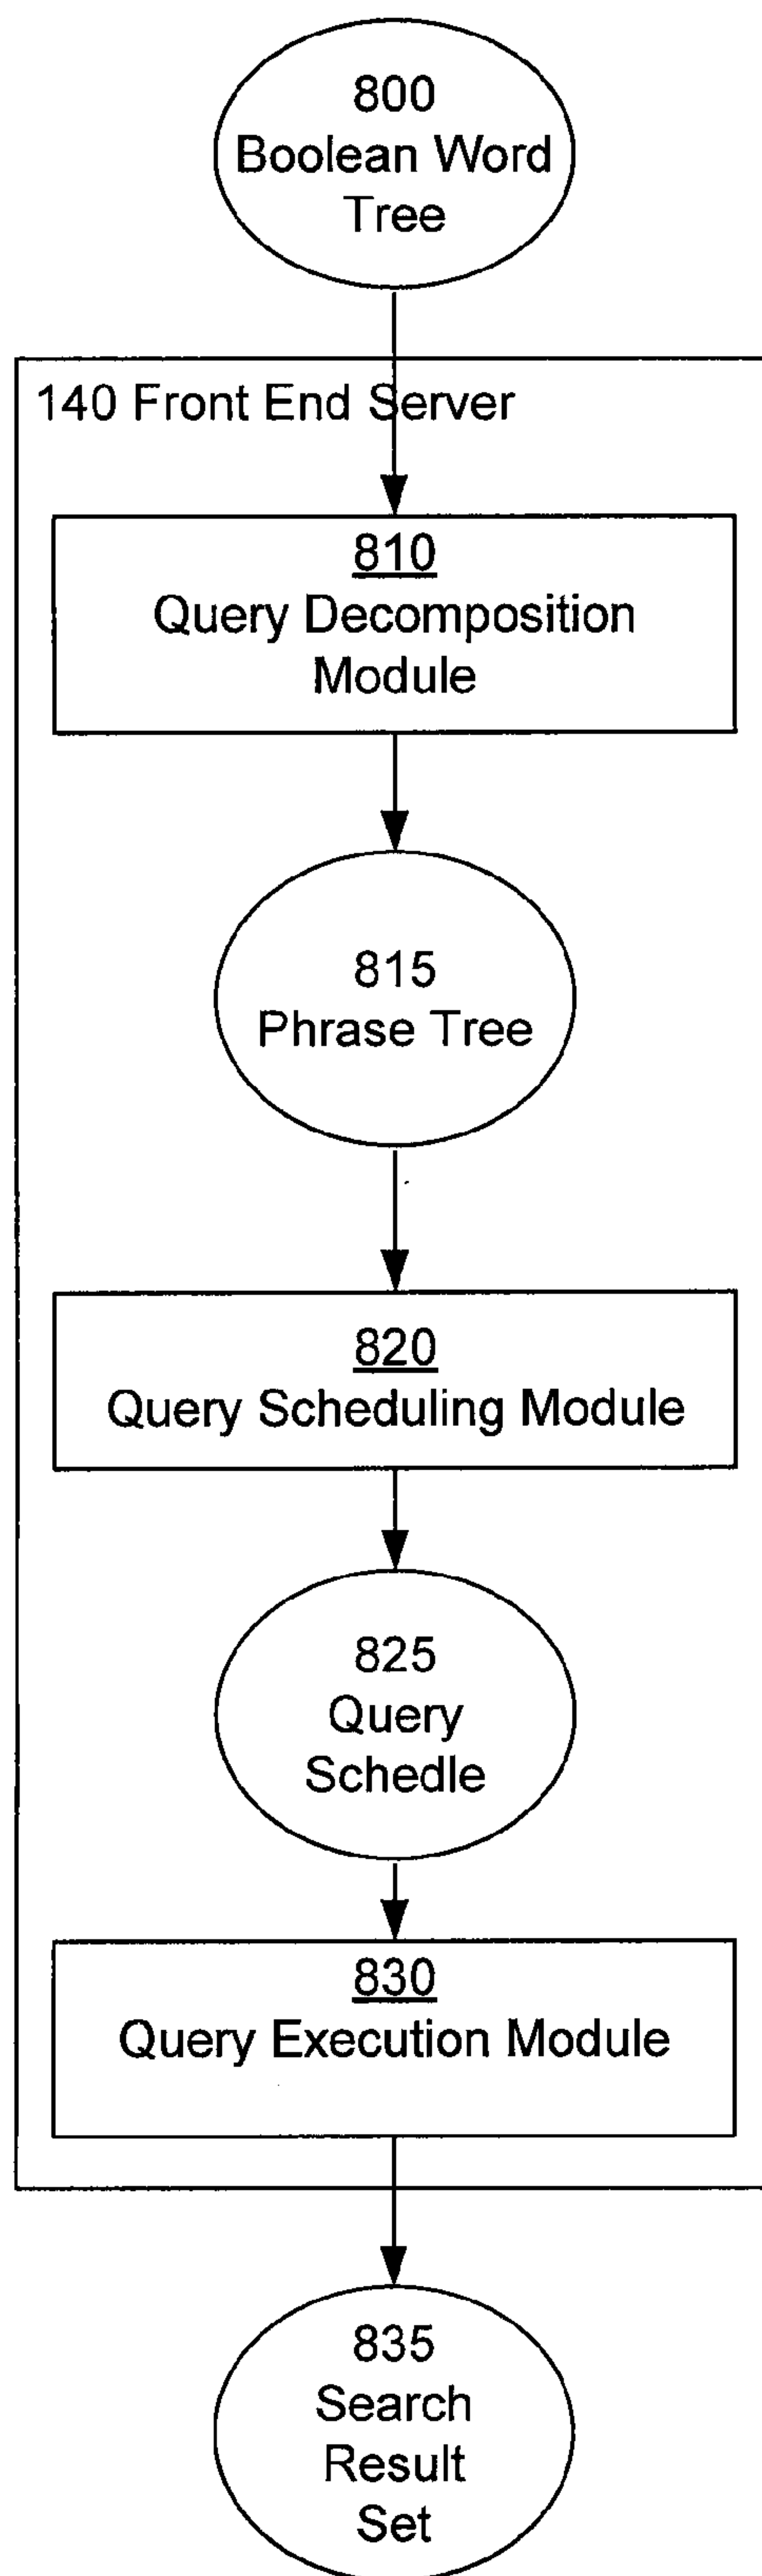 800
Boolean Word
Tree
140 Front End Server
810
Query Decomposition
Module
815
Phrase Tree
820
Query Scheduling Module
825
Query
Schedle
830
Query Execution Module
835
Search
Result
Set